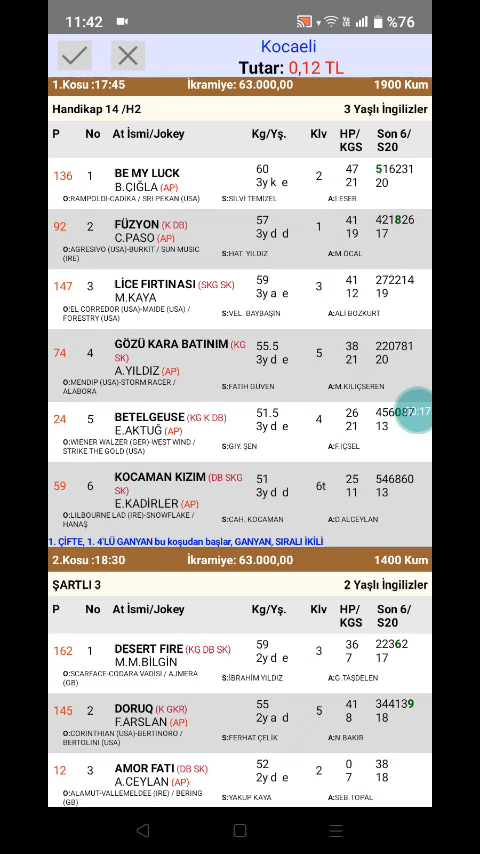 11:42 %76
Kocaeli
Tutar: 0,12 TL
1.Kosu :17:45 İkramiye: 63.000,00 1900 Kum
Handikap 14 /H2 3 Yaşlı İngilizler
P No At İsmi/Jokey Kg/Yş. Klv HP/ Son 6/
KGS S20
136 1 BE MY LUCK 60 2 47 516231
B.ÇIĞLA (AP) 3y k e 21 20
O:RAMPOLDI-CADIKA / SRI PEKAN (USA) S:SILVİ TEMİZEL A:İ.ESER
92 2 FÜZYON (K DB) 57 1 41 421826
C.PASO (AP) 3y d d 19 17
O:AGRESIVO (USA)-BURKIT / SUN MUSIC S:HAT. YILDIZ A:M.ÖCAL
(IRE)
147 3 LİCE FIRTINASI (SKG SK) 59 3 41 272214
M.KAYA 3y a e 12 19
O:EL CORREDOR (USA)-MAIDE (USA) / S:VEL. BAYBAŞİN A:ALİ BOZKURT
FORESTRY (USA)
74 4 GÖZÜ KARA BATINIM (KG 55.5 5 38 220781
SK) 3y d e 21 20
A.YILDIZ (AP)
O:MENDIP (USA)-STORM RACER / S:FATIH GÜVEN A:M.KILIÇSEREN
ALABORA
24 5 BETELGEUSE (KG K DB) 51.5 4 26
E.AKTUĞ (AP) 3y d e 21 13
O:WIENER WALZER (GER)-WEST WIND / S:GIY. ŞEN A:F.IÇSEL
STRIKE THE GOLD (USA)
59 6 KOCAMAN KIZIM (DB SKG 51 6t 25 546860
SK) 3y d d 11 13
E.KADİRLER (AP)
O:LILBOURNE LAD (IRE)-SNOWFLAKE / S:CAH. KOCAMAN A:D.ALCEYLAN
HANAŞ
1. ÇİFTE, 1. 4'LÜ GANYAN bu koşudan başlar, GANYAN, SIRALI İKİLİ
2.Kosu :18:30 İkramiye: 63.000,00 1400 Kum
ŞARTLI 3 2 Yaşlı İngilizler
P No At İsmi/Jokey Kg/Yş. Klv HP/ Son 6/
KGS S20
162 1 DESERT FIRE (KG DB SK) 59 3 36 22362
M.M.BİLGİN 2y d e 7 17
O:SCARFACE-CODARA VADİSİ / AJMERA S:İBRAHİM YILDIZ A:G.TAŞDELEN
(GB)
145 2 DORUQ (K GKR) 55 5 41 344139
F.ARSLAN (AP) 2y a d 8 18
O:CORINTHIAN (USA)-BERTINORO / S:FERHAT ÇELİK A:N.BAKIR
BERTOLINI (USA)
12 3 AMOR FATI (DB SK) 52 2 0 38
A.CEYLAN (AP) 2y d e 7 18
O:ALAMUT-VALLEMELDEE (IRE) / BERING S:YAKUP KAYA A:SEB.TOPAL
(GB)